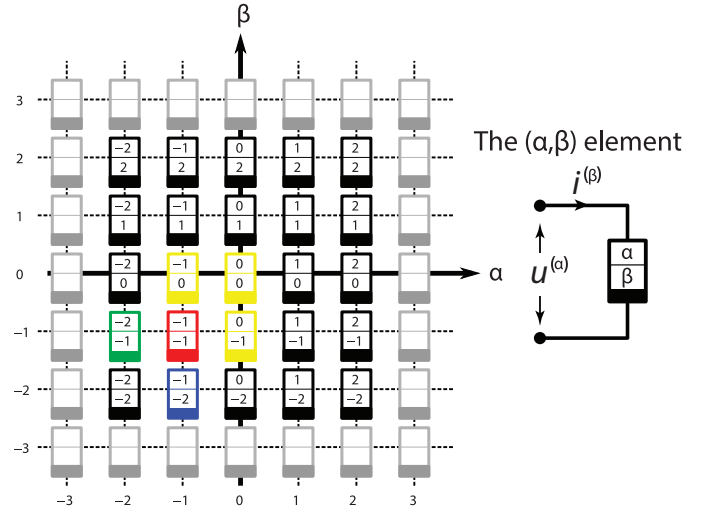 β
3
The (α,β) element
2
−2 −1 0 1 2
2 2 2 2 2
i(β)
1
−2 −1 0 1 2
1 1 1 1 1
0
−2 −1 0 1 2
0 0 0 0 0
α
u(α)
α
β
−1
−2 −1 0 1 2
−1 −1 −1 −1 −1
−2
−2 −1 0 2 2
−2 −2 −2 −2 −2
−3
−3 −2 −1 0 1 2 3